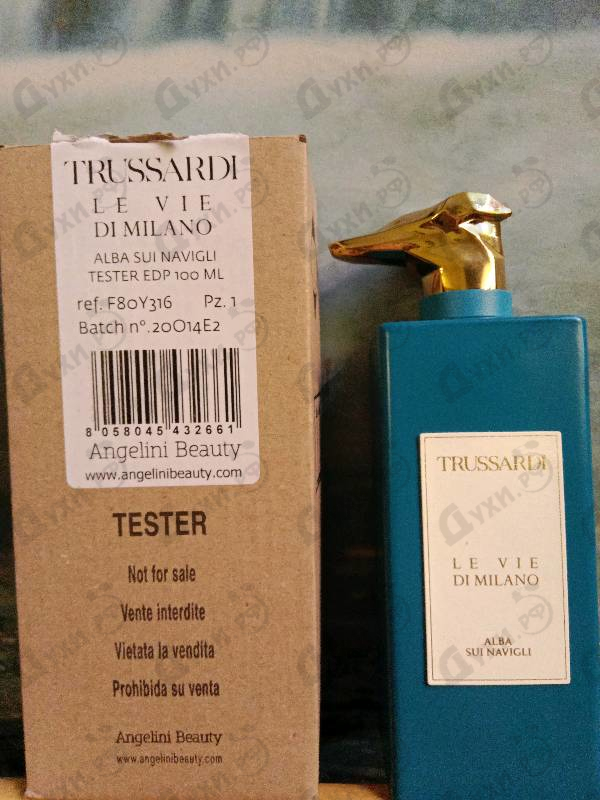 TRUSSARDI
LE VIE
DI MILANO
ALBA SUI NAVIGLI
TESTER EDP 100 ML
ref. F80Y316 Pz. 1
Batch n°. 20014E2
8 058045 432661
Angelini Beauty
www.angelinibeauty.com
TESTER
Not for sale
Vente interdite
Vietata la vendita
Prohibida su venta
Angelini Beauty
www.angelinibeauty.com
TRUSSARDI
LE VIE
DI MILANO
ALBA
SUI NAVIGLI
Духи.РФ